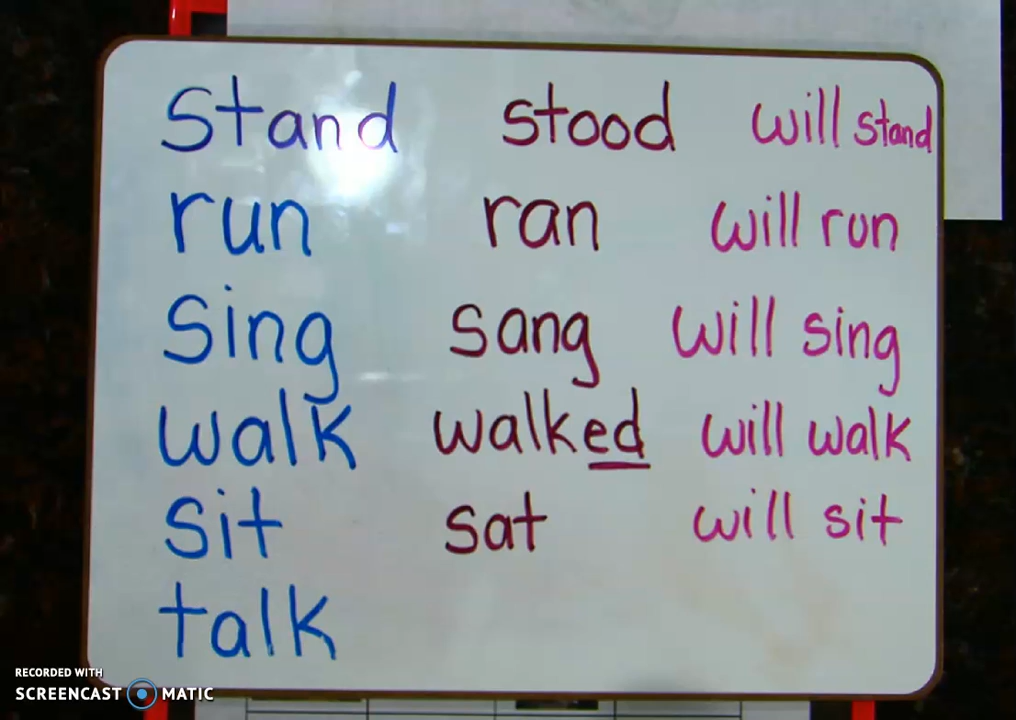 Stand stood will stand
run ran will run
Sing sang will sing
walk walked will walk
Sit sat will sit
talk
RECORDED WITH
SCREENCAST MATIC